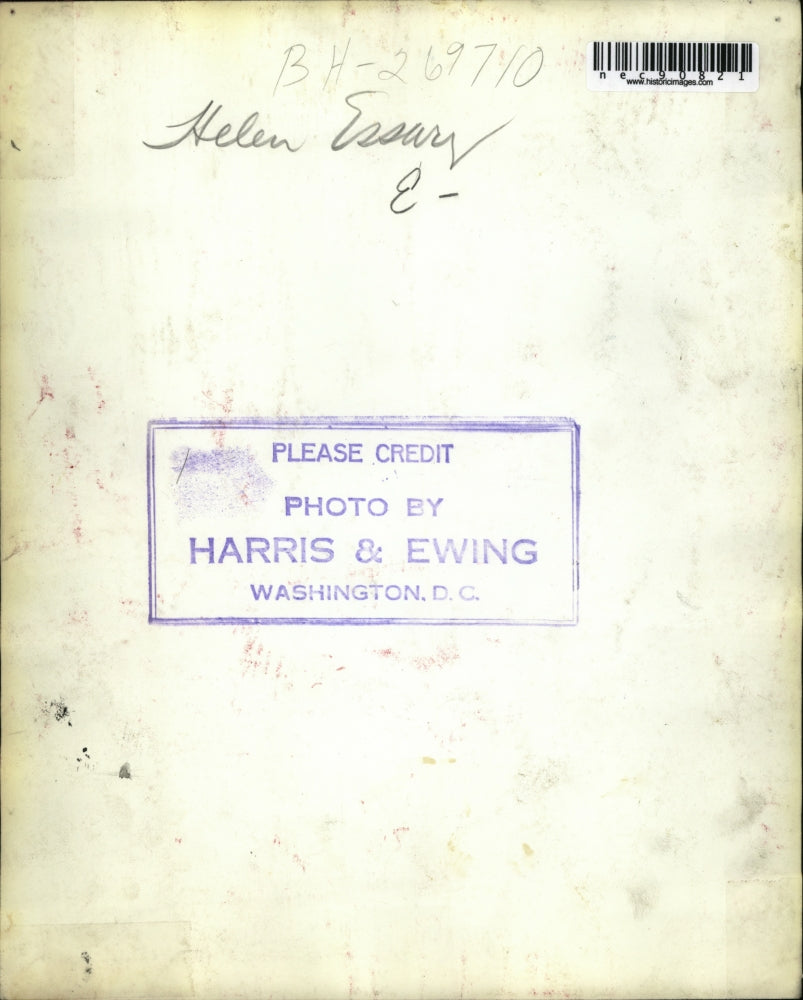 BH-269710
nec90821
www.historicimages.com
Helen Essary
E-
PLEASE CREDIT
PHOTO BY
HARRIS & EWING
WASHINGTON, D. C.